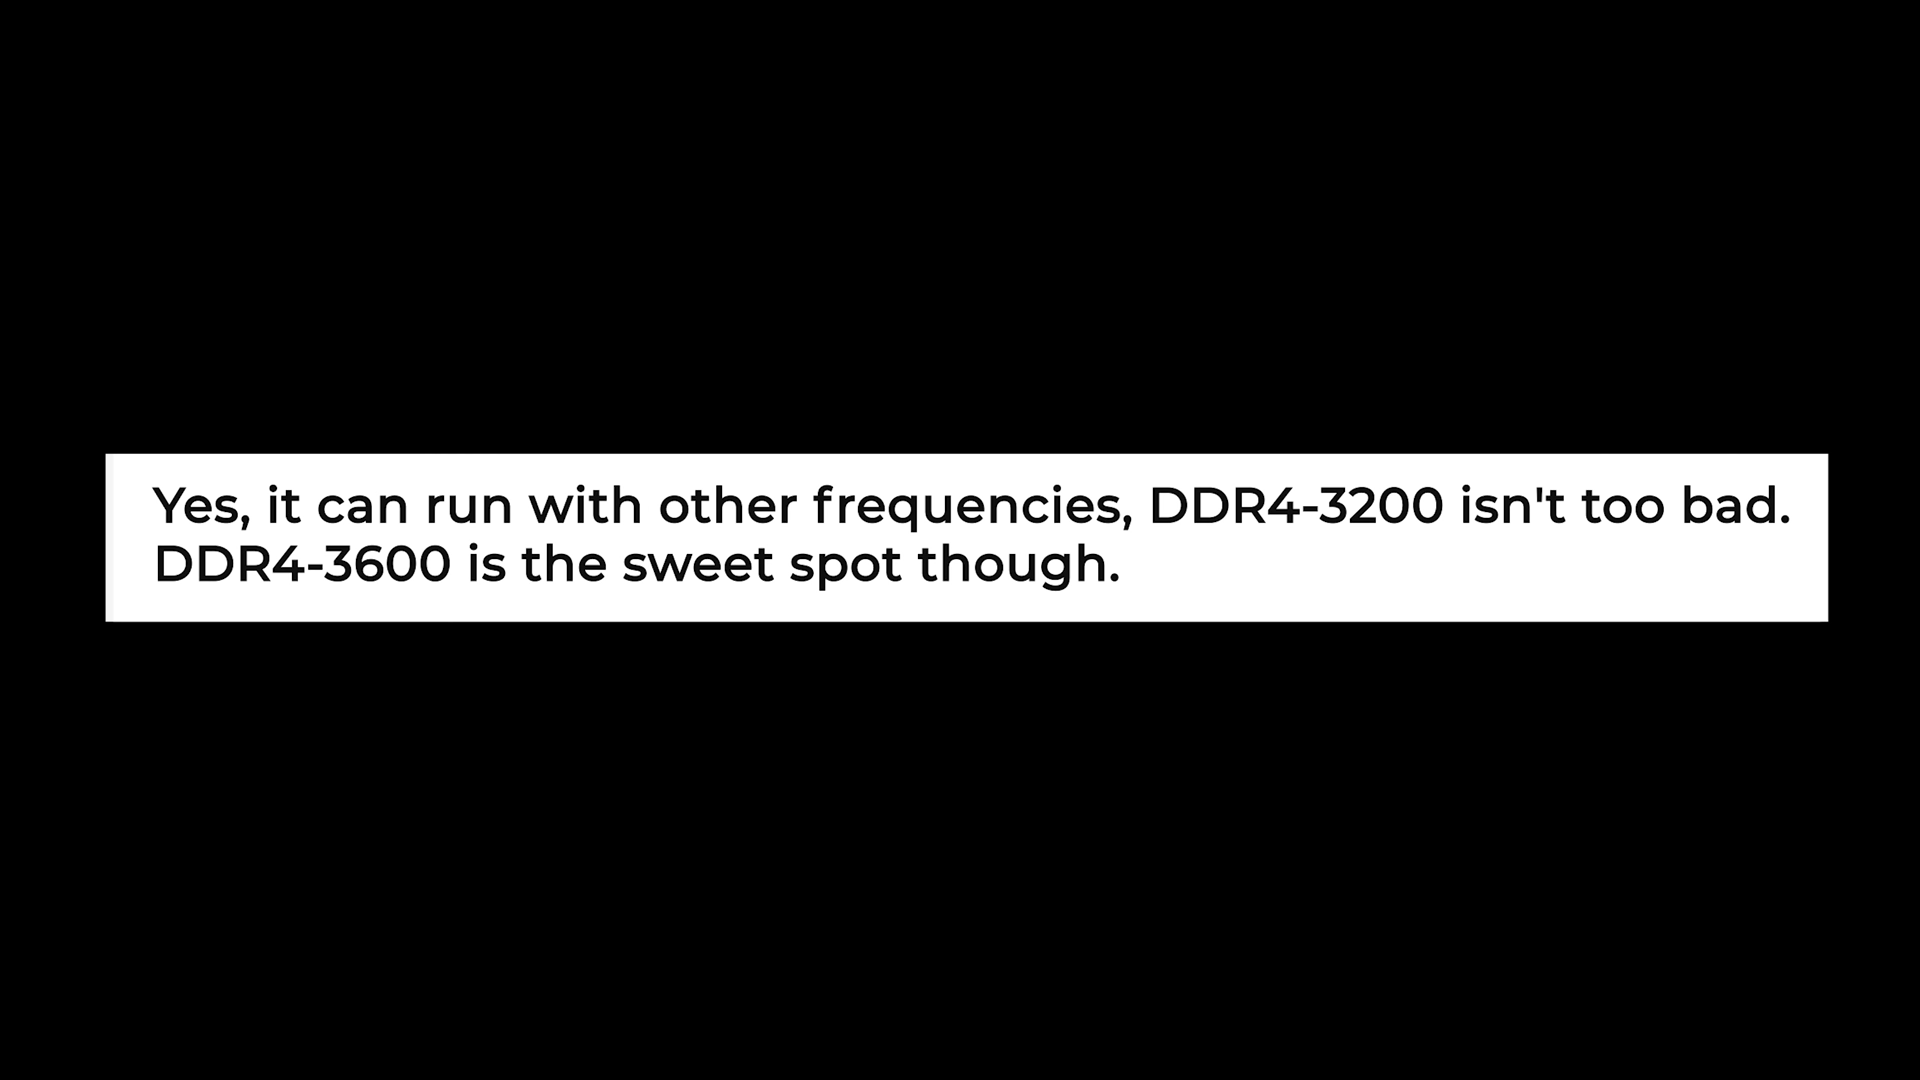 Yes, it can run with other frequencies, DDR4-3200 isn't too bad.
DDR4-3600 is the sweet spot though.